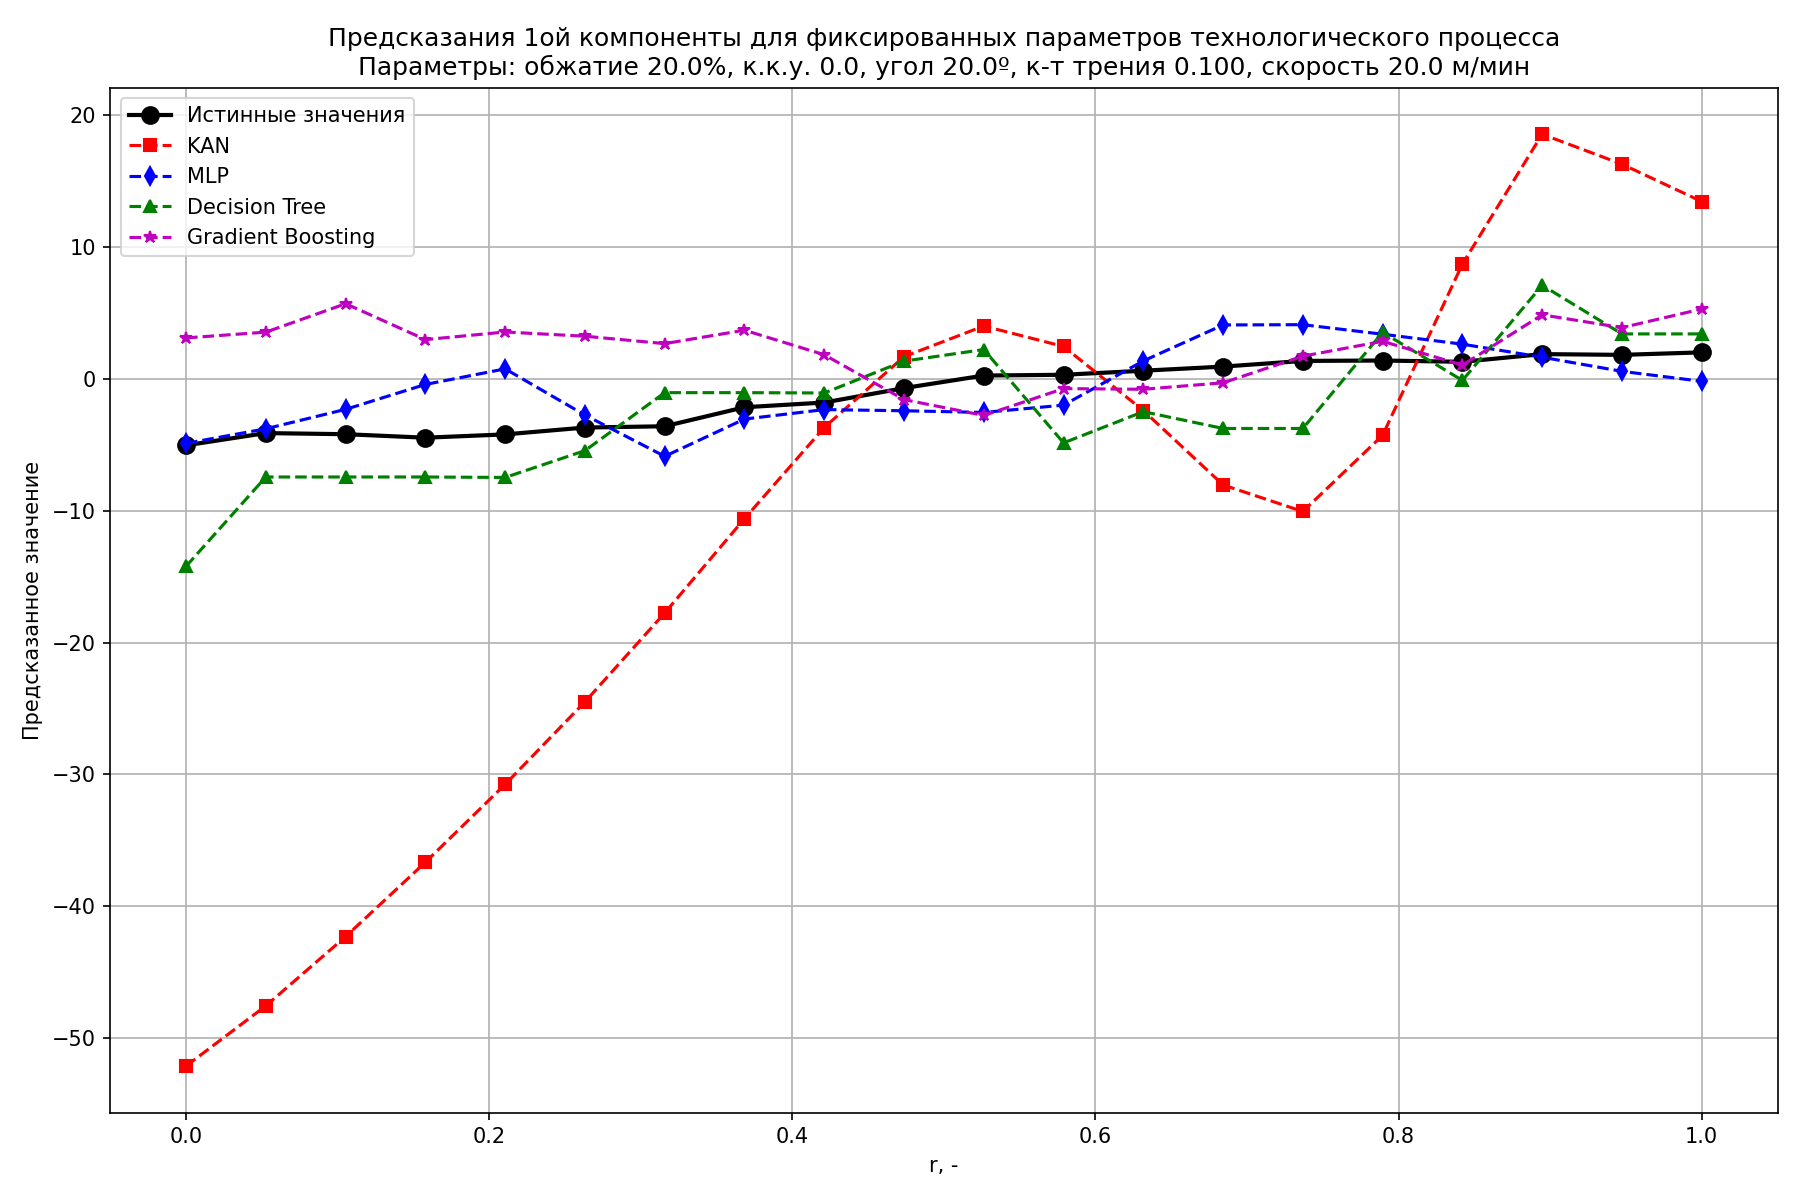 Предсказания 1ой компоненты для фиксированных параметров технологического процесса
Параметры: обжатие 20.0%, к.к.у. 0.0, угол 20.0º, к-т трения 0.100, скорость 20.0 м/мин
Истинные значения
KAN
MLP
Decision Tree
Gradient Boosting
Предсказанное значение
20
10
0
−10
−20
−30
−40
−50
0.0
0.2
0.4
0.6
0.8
1.0
r, -